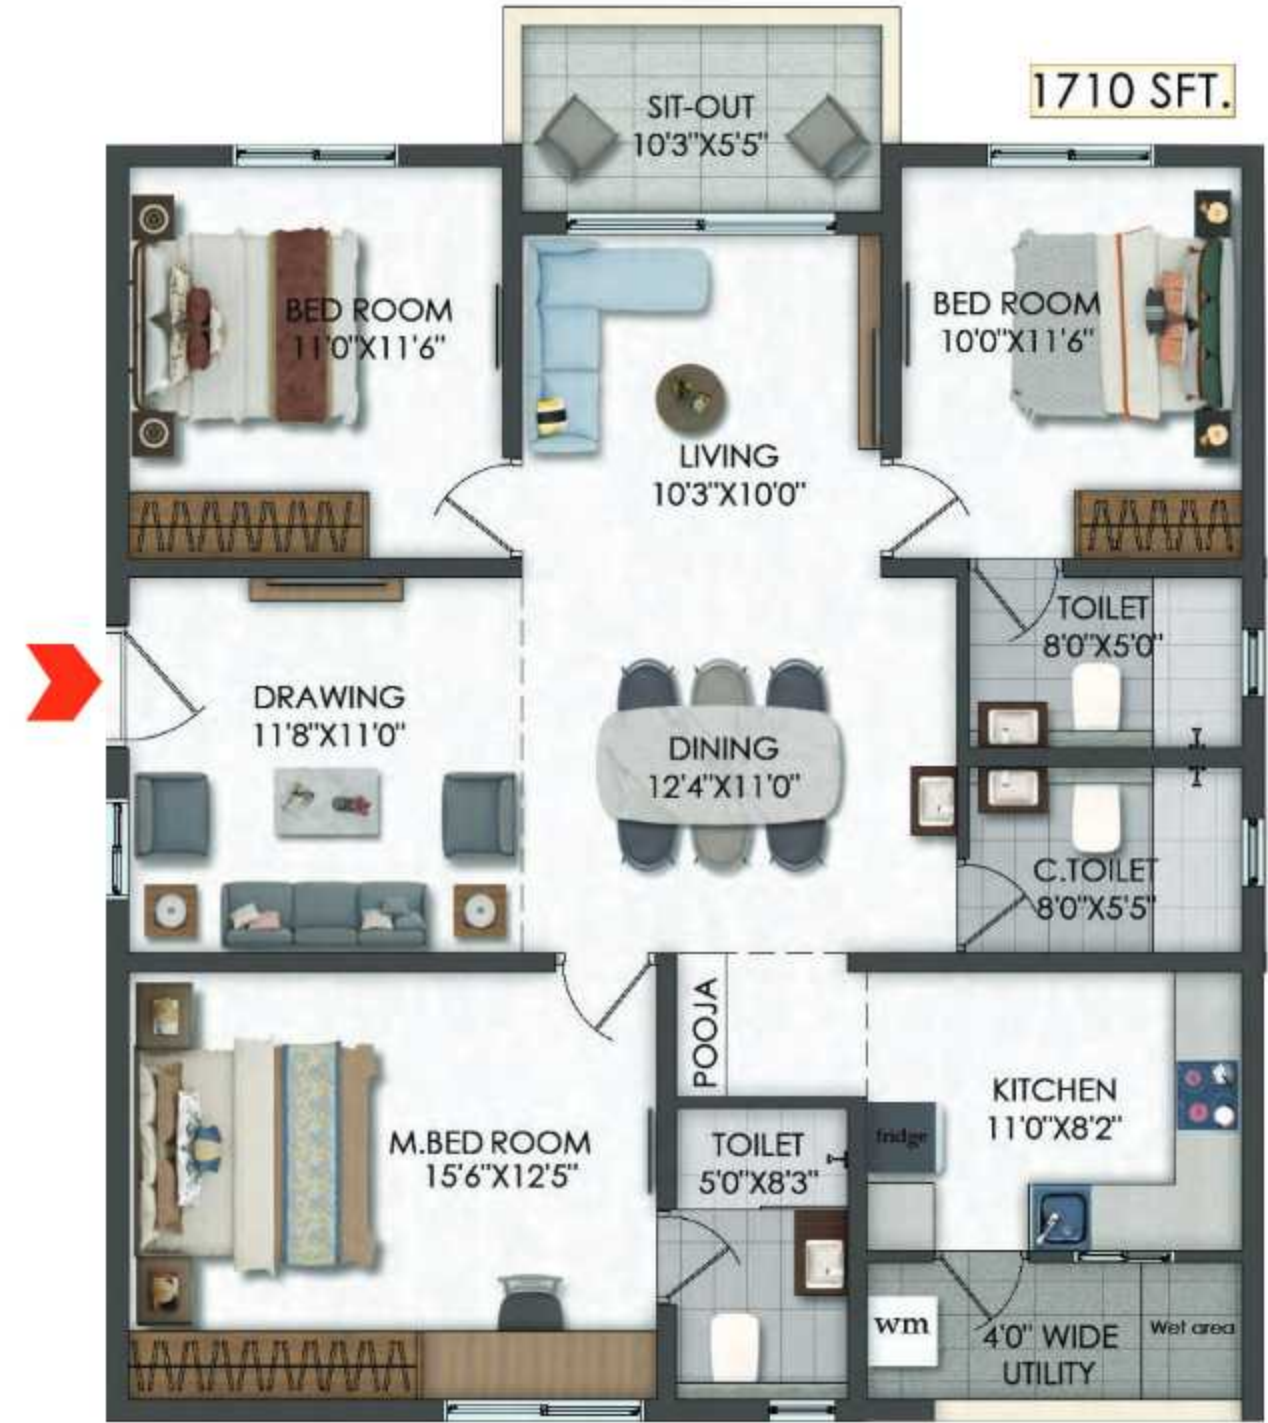 1710 SFT.
SIT-OUT
10'3"X5'5"
BED ROOM
11'0"X11'6"
BED ROOM
10'0"X11'6"
LIVING
10'3"X10'0"
TOILET
8'0"X5'0"
DRAWING
11'8"X11'0"
DINING
12'4"X11'0"
C.TOILET
8'0"X5'5"
POOJA
KITCHEN
11'0"X8'2"
fridge
M.BED ROOM
15'6"X12'5"
TOILET
5'0"X8'3"
wm
4'0" WIDE
UTILITY
Wet area